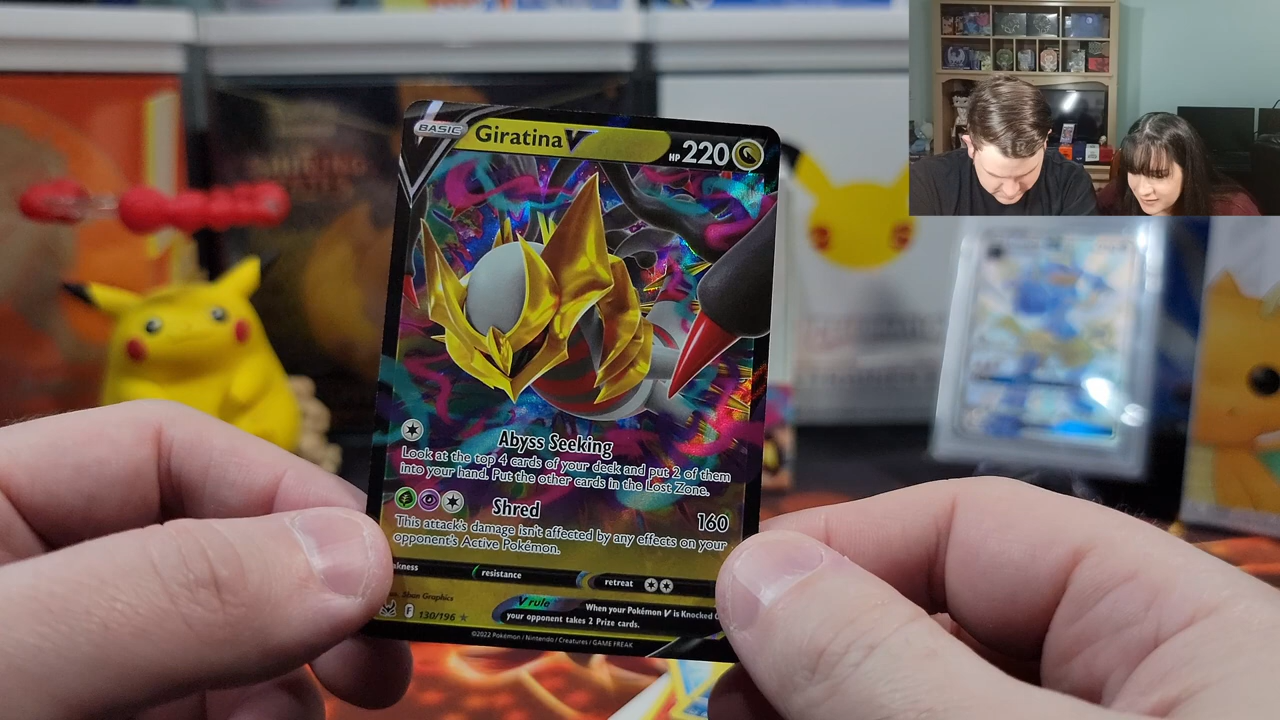 BASIC
Giratina V
HP 220
Abyss Seeking
Look at the top 4 cards of your deck and put 2 of them
into your hand. Put the other cards in the Lost Zone.
Shred 160
This attack's damage isn't affected by any effects on your
opponent's Active Pokémon.
akness resistance retreat
Shan Graphics
V rule When your Pokémon V is Knocked O
your opponent takes 2 Prize cards.
F 130/196 ★
©2022 Pokémon / Nintendo / Creatures / GAME FREAK